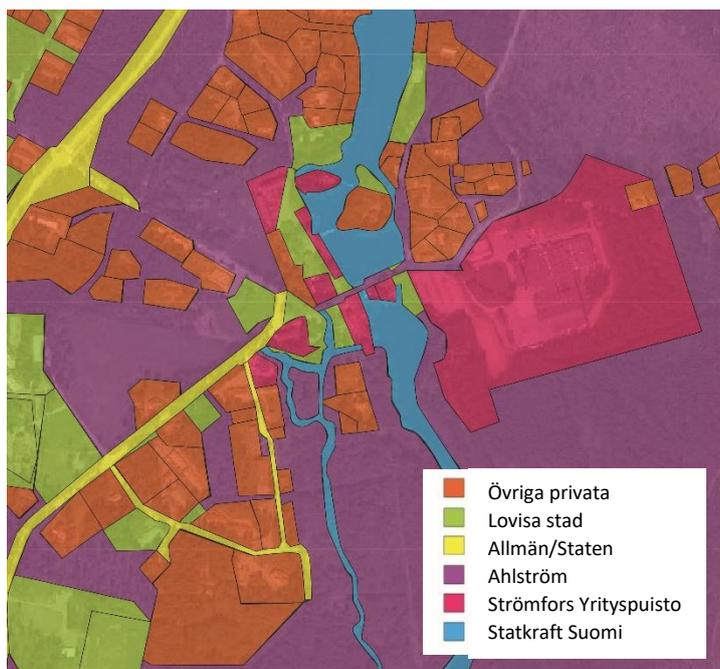 Övriga privata
Lovisa stad
Allmän/Staten
Ahlström
Strömfors Yrityspuisto
Statkraft Suomi